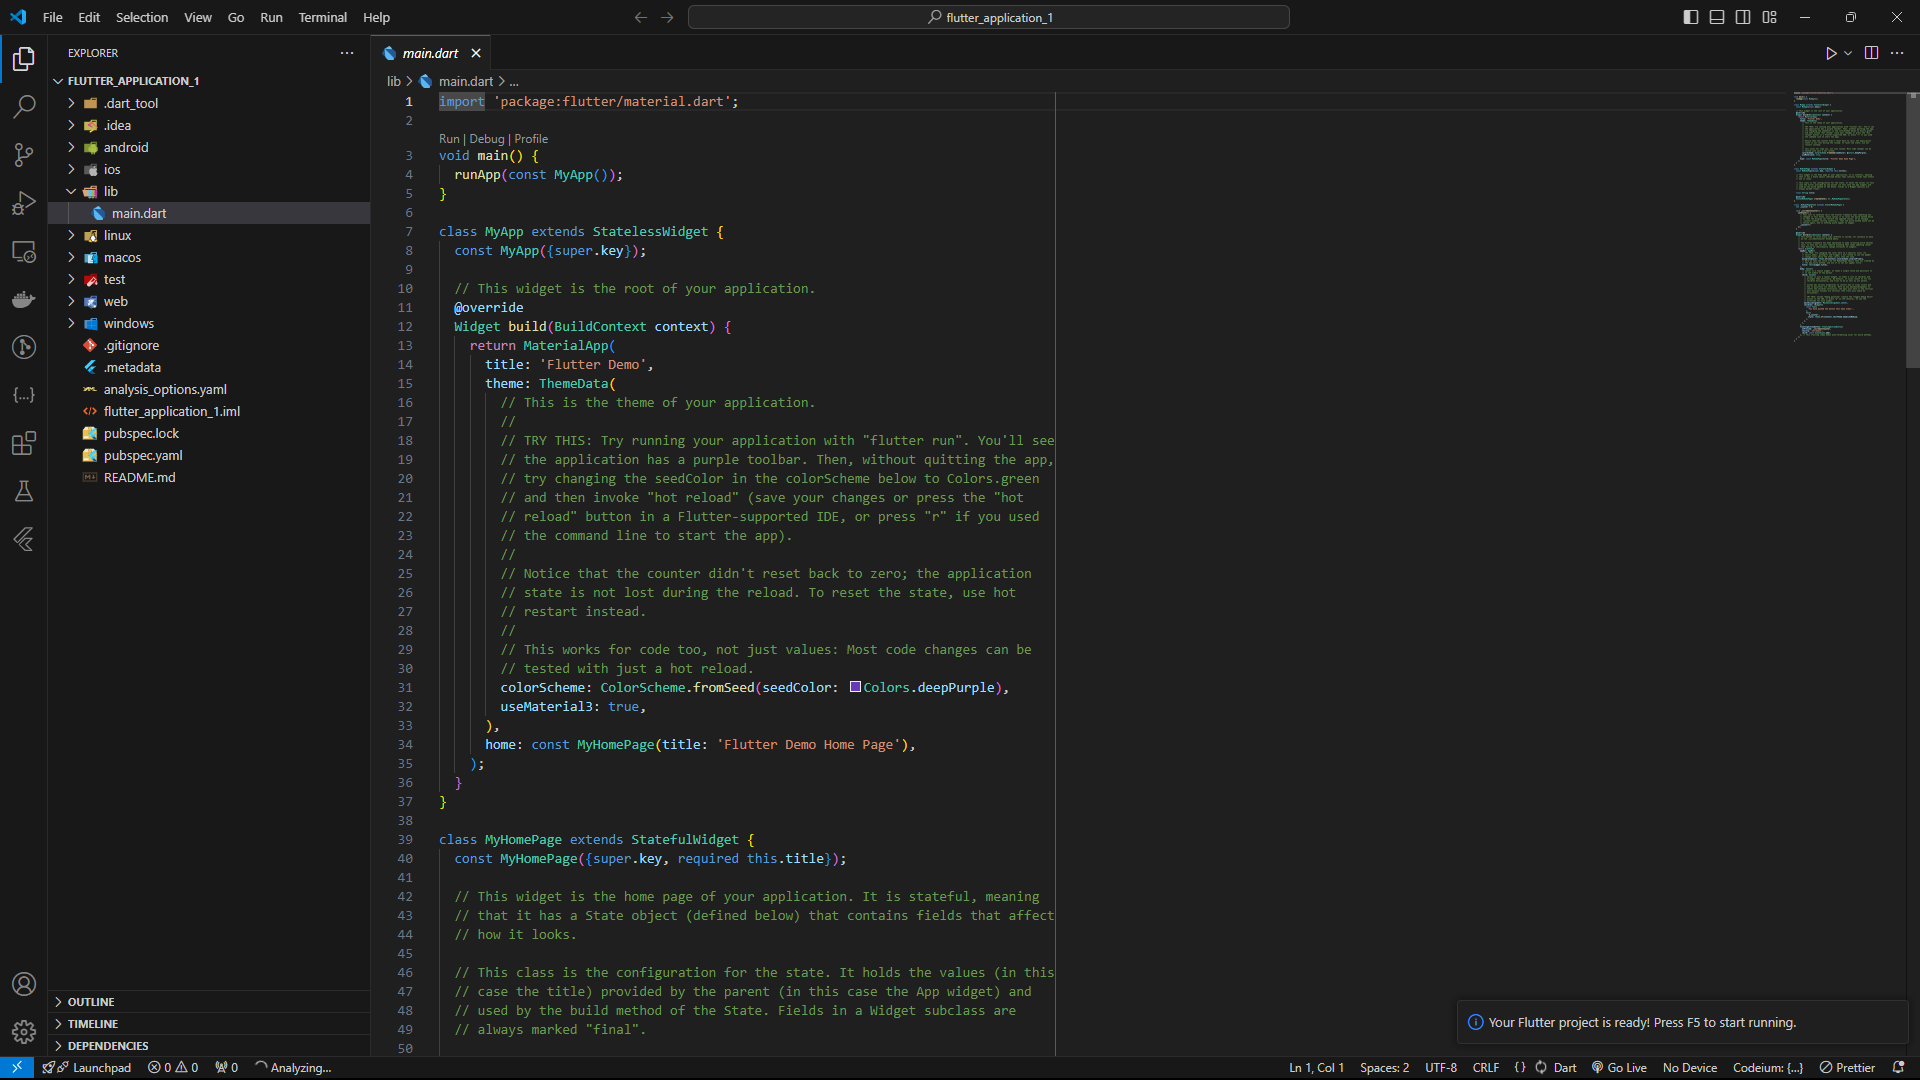 File Edit Selection View Go Run Terminal Help
flutter_application_1
EXPLORER
FLUTTER_APPLICATION_1
.dart_tool
.idea
android
ios
lib
main.dart
linux
macos
test
web
windows
.gitignore
.metadata
analysis_options.yaml
flutter_application_1.iml
pubspec.lock
pubspec.yaml
README.md
OUTLINE
TIMELINE
DEPENDENCIES
main.dart
lib > main.dart > ...
1 import 'package:flutter/material.dart';
2
Run | Debug | Profile
3 void main() {
4 runApp(const MyApp());
5 }
6
7 class MyApp extends StatelessWidget {
8 const MyApp({super.key});
9
10 // This widget is the root of your application.
11 @override
12 Widget build(BuildContext context) {
13 return MaterialApp(
14 title: 'Flutter Demo',
15 theme: ThemeData(
16 // This is the theme of your application.
17 //
18 // TRY THIS: Try running your application with "flutter run". You'll see
19 // the application has a purple toolbar. Then, without quitting the app,
20 // try changing the seedColor in the colorScheme below to Colors.green
21 // and then invoke "hot reload" (save your changes or press the "hot
22 // reload" button in a Flutter-supported IDE, or press "r" if you used
23 // the command line to start the app).
24 //
25 // Notice that the counter didn't reset back to zero; the application
26 // state is not lost during the reload. To reset the state, use hot
27 // restart instead.
28 //
29 // This works for code too, not just values: Most code changes can be
30 // tested with just a hot reload.
31 colorScheme: ColorScheme.fromSeed(seedColor: Colors.deepPurple),
32 useMaterial3: true,
33 ),
34 home: const MyHomePage(title: 'Flutter Demo Home Page'),
35 );
36 }
37 }
38
39 class MyHomePage extends StatefulWidget {
40 const MyHomePage({super.key, required this.title});
41
42 // This widget is the home page of your application. It is stateful, meaning
43 // that it has a State object (defined below) that contains fields that affect
44 // how it looks.
45
46 // This class is the configuration for the state. It holds the values (in this
47 // case the title) provided by the parent (in this case the App widget) and
48 // used by the build method of the State. Fields in a Widget subclass are
49 // always marked "final".
50
Your Flutter project is ready! Press F5 to start running.
Launchpad 0 0 0 Analyzing... Ln 1, Col 1 Spaces: 2 UTF-8 CRLF {} Dart Go Live No Device Codeium: {...} Prettier